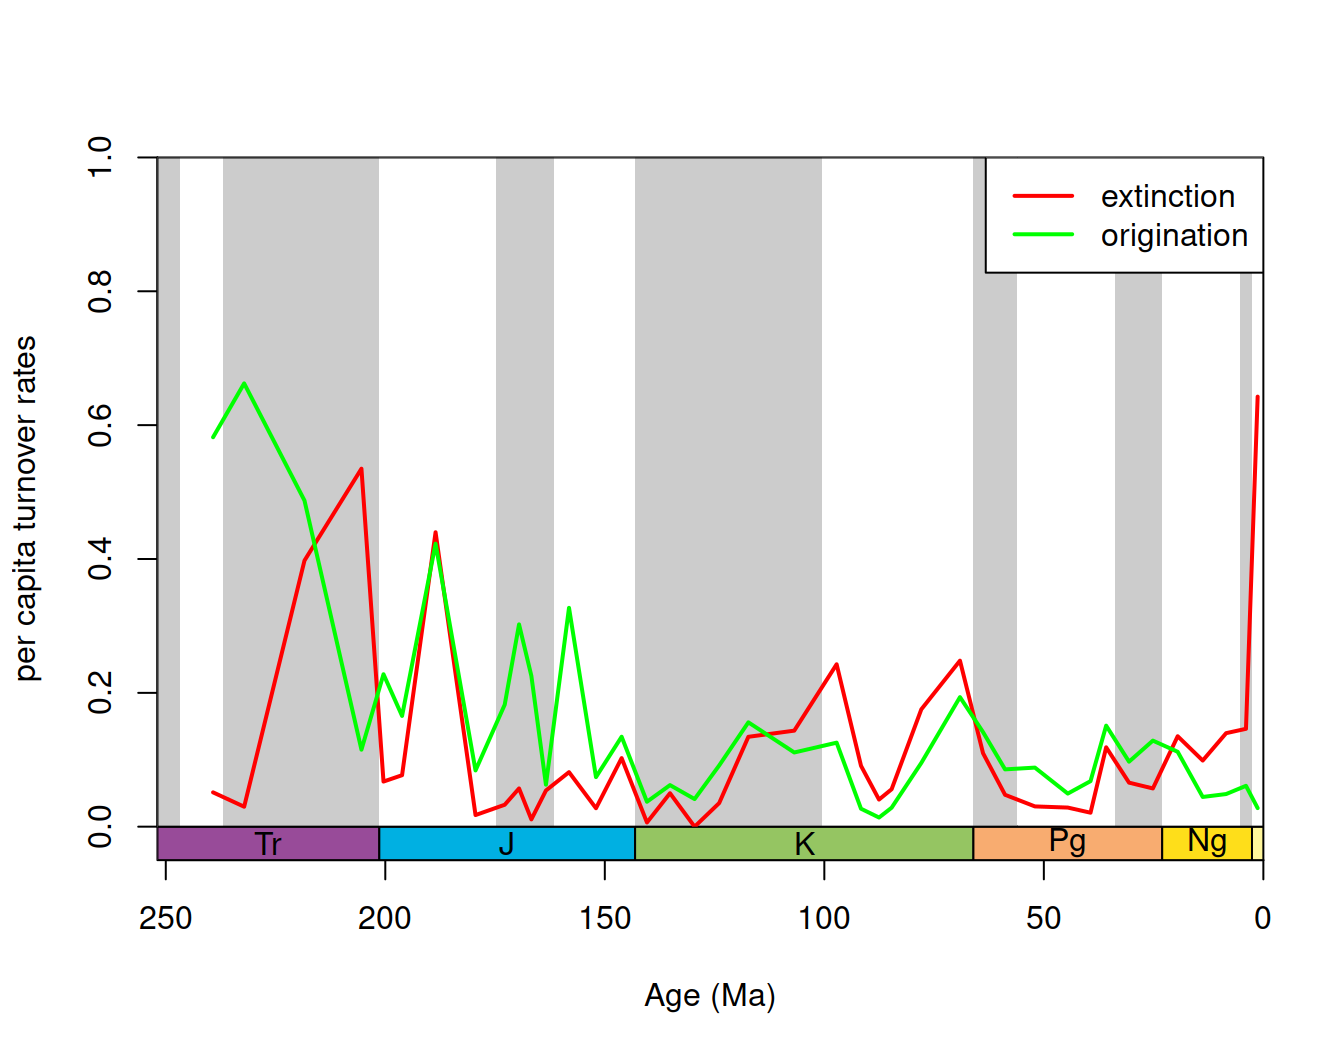 extinction
origination
per capita turnover rates
1.0
0.8
0.6
0.4
0.2
0.0
Tr J K Pg Ng
250 200 150 100 50 0
Age (Ma)